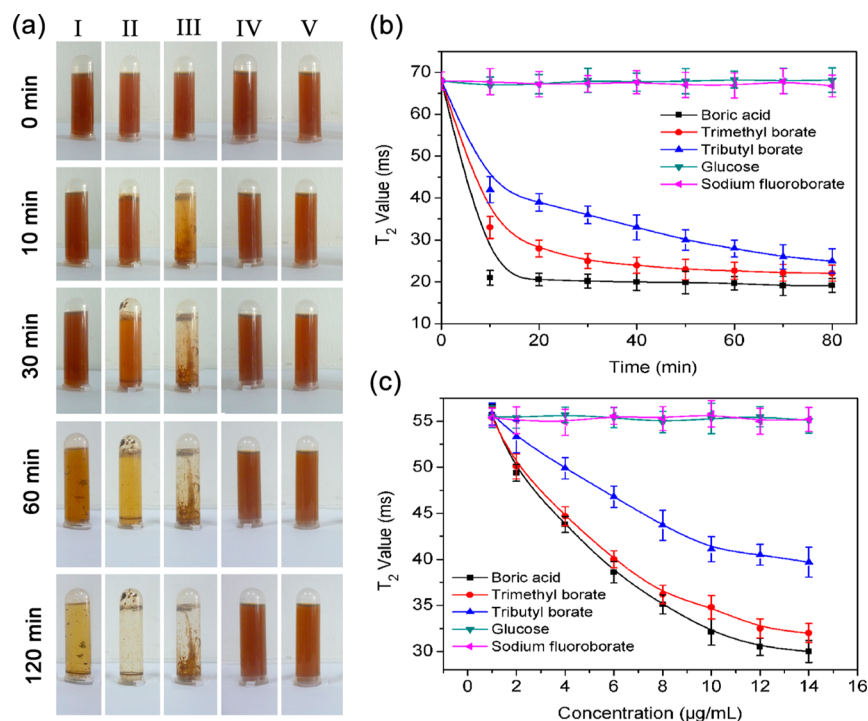 (a)
I II III IV V
0 min
10 min
30 min
60 min
120 min
(b)
70
60
50
40
30
20
10
T2 Value (ms)
Boric acid
Trimethyl borate
Tributyl borate
Glucose
Sodium fluoroborate
0 20 40 60 80
Time (min)
(c)
55
50
45
40
35
30
T2 Value (ms)
Boric acid
Trimethyl borate
Tributyl borate
Glucose
Sodium fluoroborate
0 2 4 6 8 10 12 14 16
Concentration (µg/mL)